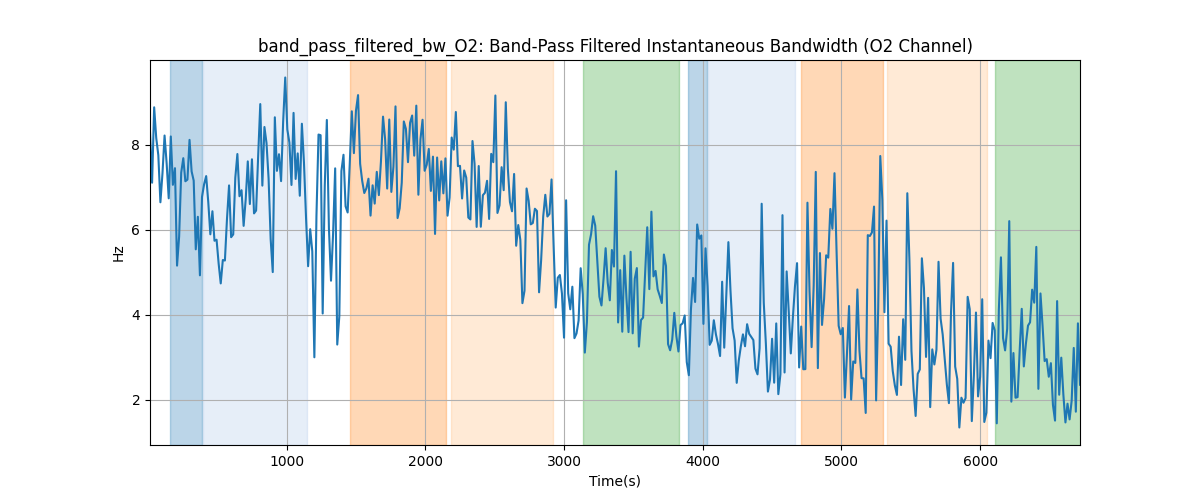 band_pass_filtered_bw_O2: Band-Pass Filtered Instantaneous Bandwidth (O2 Channel)
8
6
4
2
Hz
1000 2000 3000 4000 5000 6000
Time(s)